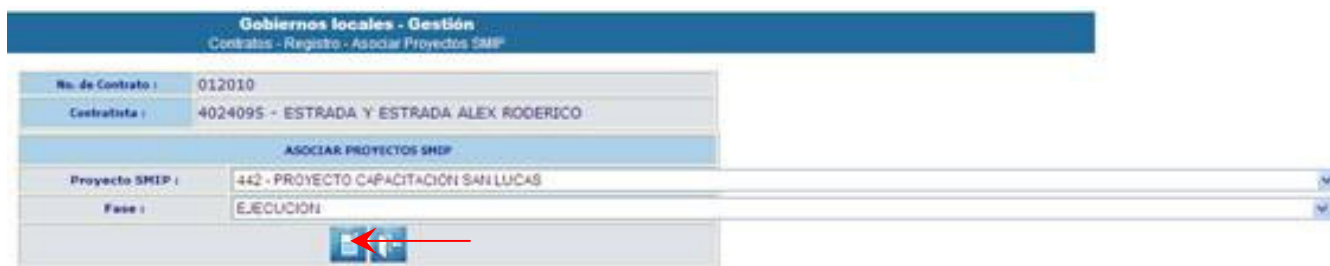 Gobiernos locales - Gestión
Contratos - Registro - Asociar Proyectos SMIP
No. de Contrato : 012010
Contratista : 4024095 - ESTRADA Y ESTRADA ALEX RODERICO
ASOCIAR PROYECTOS SMIP
Proyecto SMIP : 442 - PROYECTO CAPACITACION SAN LUCAS
Fase : EJECUCION